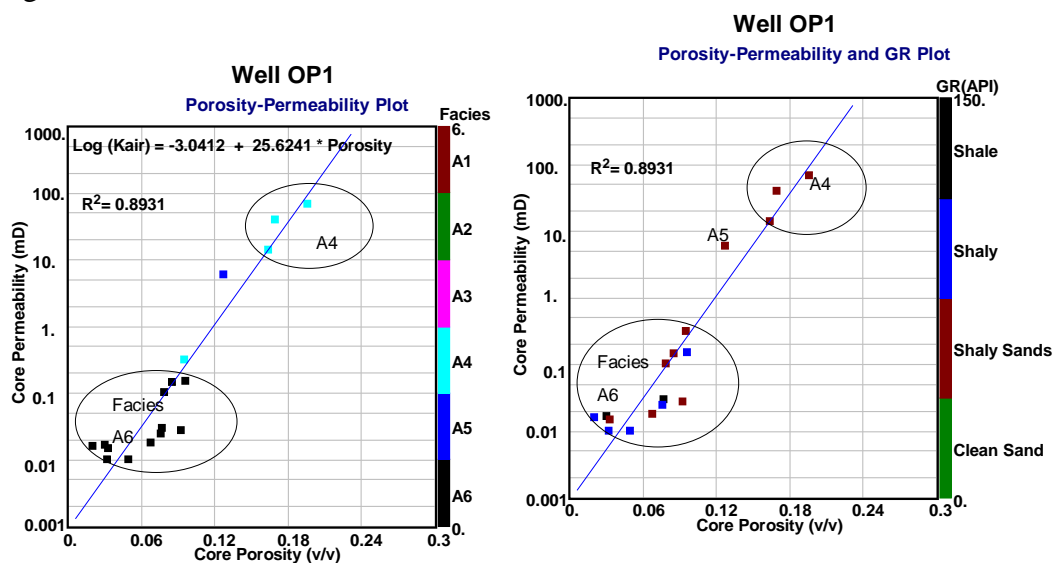 Well OP1
Porosity-Permeability Plot
Facies
Log (Kair) = -3.0412 + 25.6241 * Porosity
R2= 0.8931
A4
Facies
A6
1000.
100.
10.
1.
0.1
0.01
0.001
Core Permeability (mD)
0.
0.06
0.12
0.18
0.24
0.3
Core Porosity (v/v)
6.
A1
A2
A3
A4
A5
A6
0.
Well OP1
Porosity-Permeability and GR Plot
GR(API)
R2= 0.8931
A4
A5
Facies
A6
1000.
100.
10.
1.
0.1
0.01
0.001
Core Permeability (mD)
0.
0.06
0.12
0.18
0.24
0.3
Core Porosity (v/v)
150.
Shale
Shaly
Shaly Sands
Clean Sand
0.